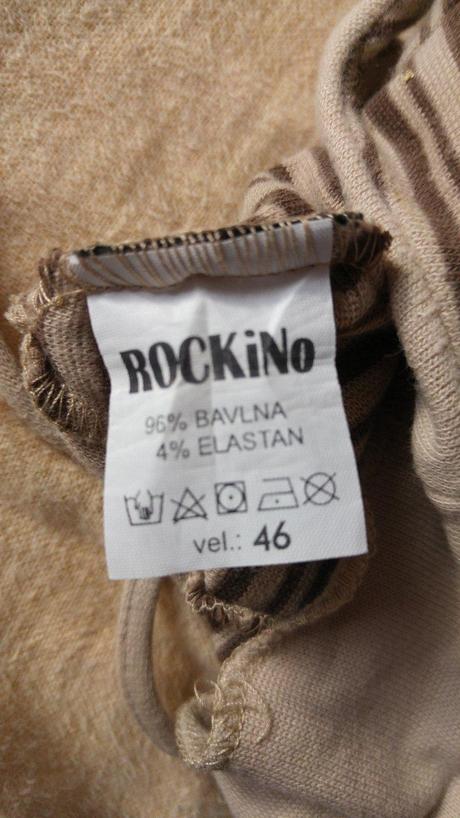 ROCKiNo
96% BAVLNA
4% ELASTAN
vel.: 46